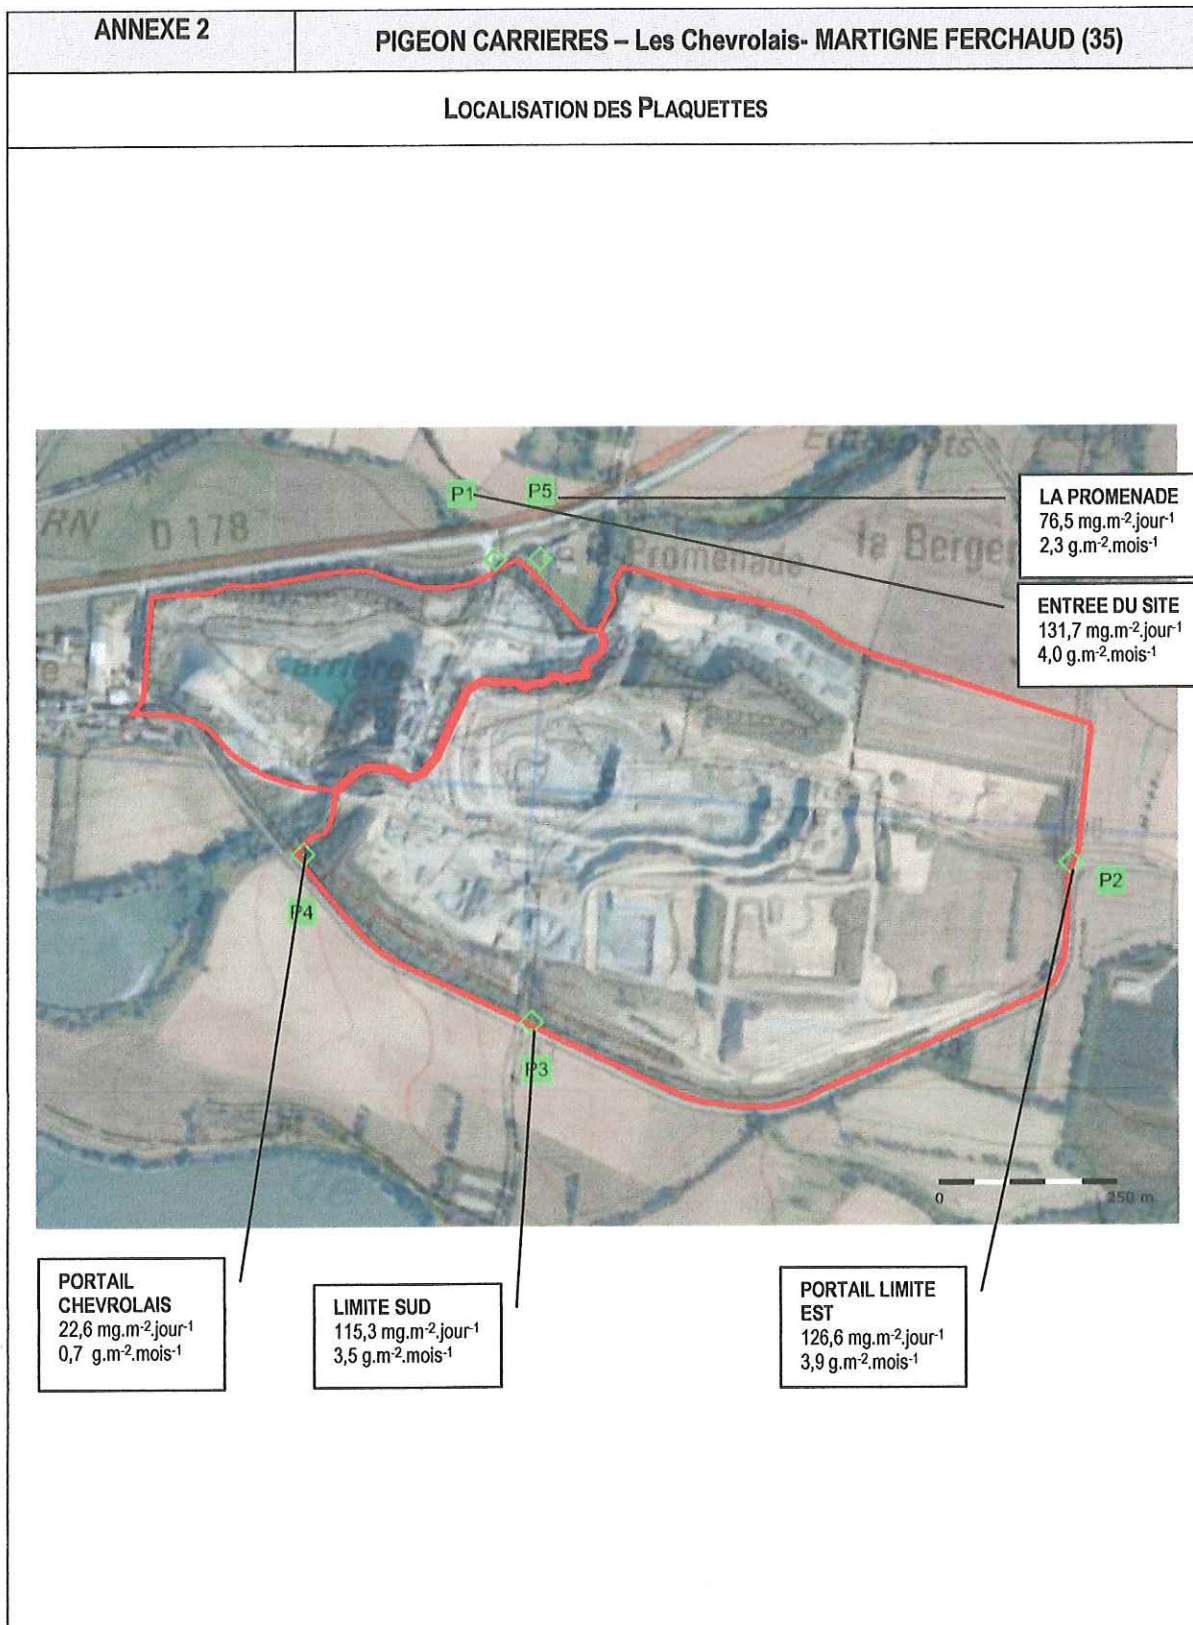 ANNEXE 2
PIGEON CARRIERES – Les Chevrolais- MARTIGNE FERCHAUD (35)
LOCALISATION DES PLAQUETTES
P1
P5
LA PROMENADE
76,5 mg.m-2.jour-1
2,3 g.m-2.mois-1
RN D 178
la Promenade
la Berger
ENTREE DU SITE
131,7 mg.m-2.jour-1
4,0 g.m-2.mois-1
P2
P4
P3
0 250 m
PORTAIL
CHEVROLAIS
22,6 mg.m-2.jour-1
0,7 g.m-2.mois-1
LIMITE SUD
115,3 mg.m-2.jour-1
3,5 g.m-2.mois-1
PORTAIL LIMITE
EST
126,6 mg.m-2.jour-1
3,9 g.m-2.mois-1